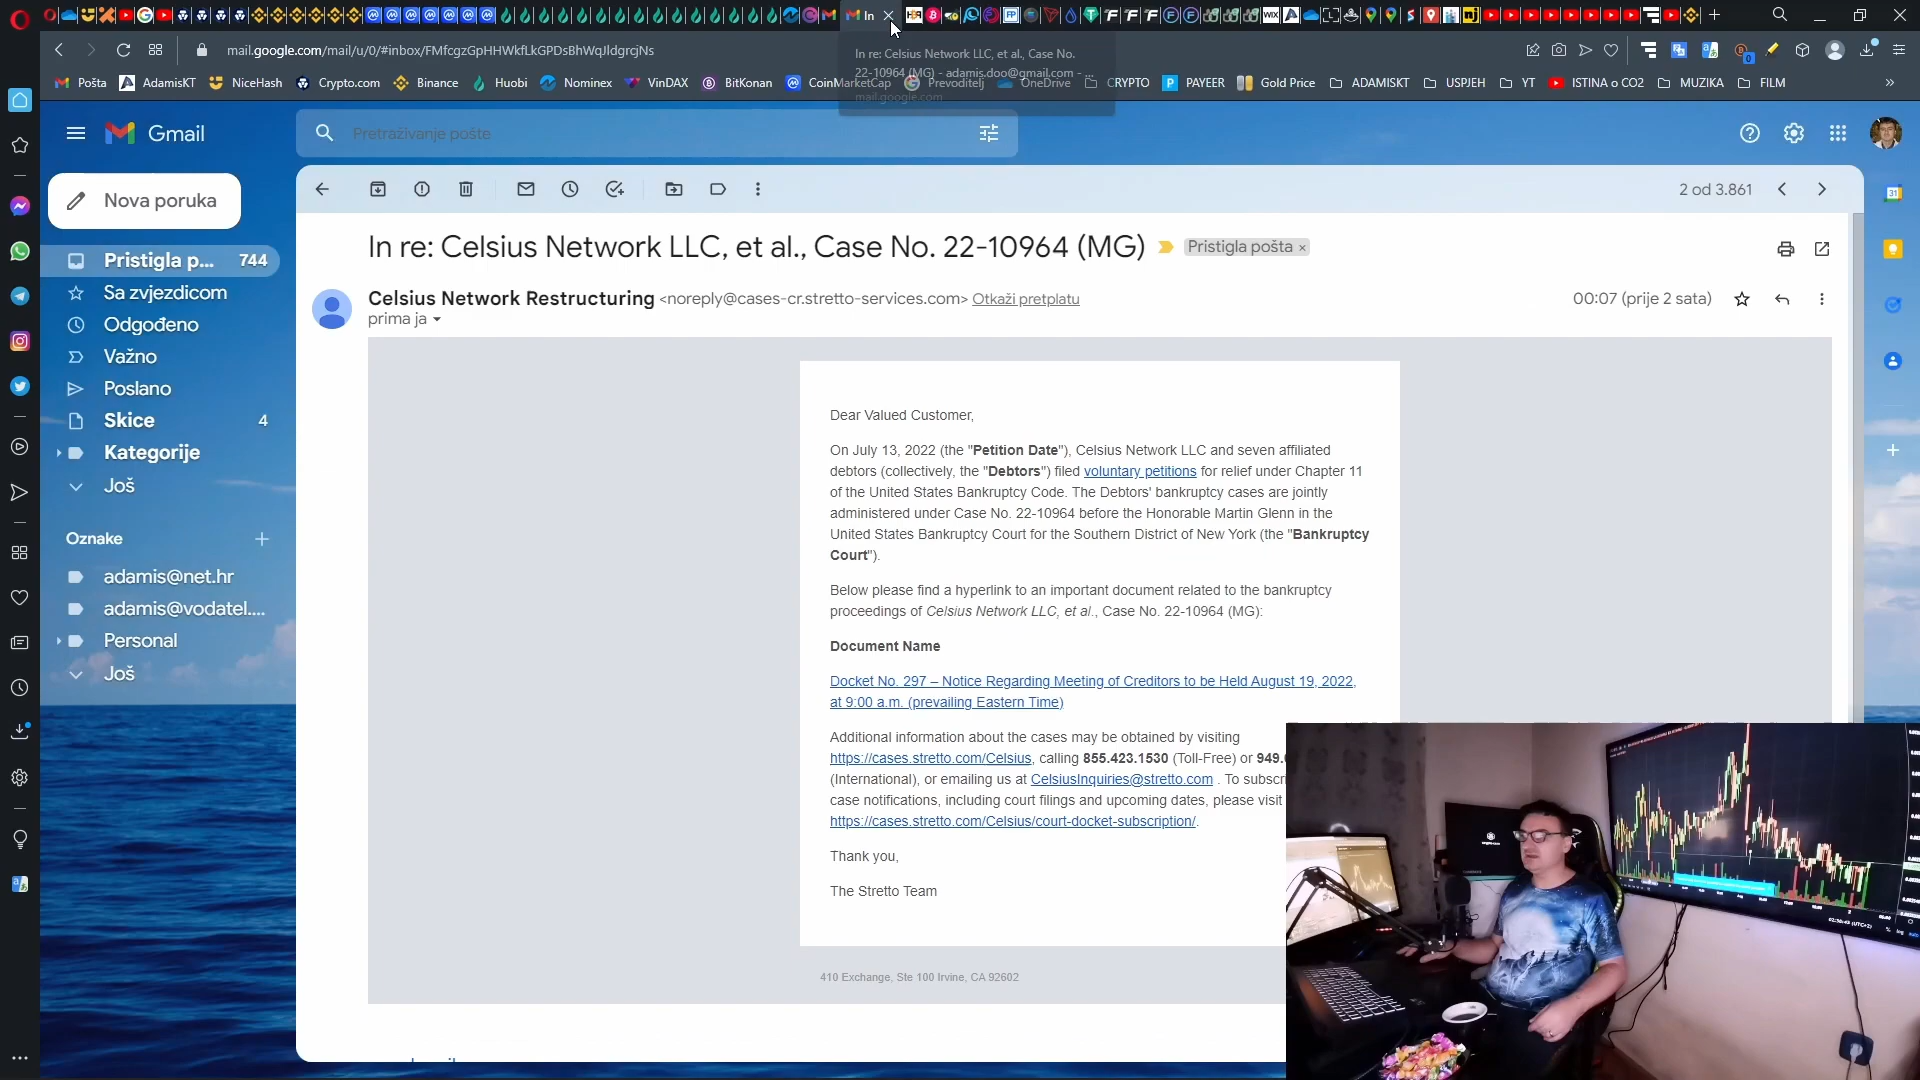 In
mail.google.com/mail/u/0/#inbox/FMfcgzGpHHWkfLkGPDsBhWqJldgrcjNs
In re: Celsius Network LLC, et al., Case No.
22-10964 (MG) - adamis.doo@gmail.com - ...
mail.google.com
Pošta
AdamisKT
NiceHash
Crypto.com
Binance
Huobi
Nominex
VinDAX
BitKonan
CoinMarketCap
Prevoditelj
OneDrive
CRYPTO
PAYEER
Gold Price
ADAMISKT
USPJEH
YT
ISTINA o CO2
MUZIKA
FILM
Gmail
Pretraživanje pošte
Nova poruka
2 od 3.861
Pristigla p... 744
Sa zvjezdicom
Odgođeno
Važno
Poslano
Skice 4
Kategorije
Još
Oznake
adamis@net.hr
adamis@vodatel....
Personal
Još
In re: Celsius Network LLC, et al., Case No. 22-10964 (MG)
Pristigla pošta ×
Celsius Network Restructuring <noreply@cases-cr.stretto-services.com> Otkaži pretplatu
00:07 (prije 2 sata)
prima ja
Dear Valued Customer,
On July 13, 2022 (the "Petition Date"), Celsius Network LLC and seven affiliated
debtors (collectively, the "Debtors") filed voluntary petitions for relief under Chapter 11
of the United States Bankruptcy Code. The Debtors' bankruptcy cases are jointly
administered under Case No. 22-10964 before the Honorable Martin Glenn in the
United States Bankruptcy Court for the Southern District of New York (the "Bankruptcy
Court").
Below please find a hyperlink to an important document related to the bankruptcy
proceedings of Celsius Network LLC, et al., Case No. 22-10964 (MG):
Document Name
Docket No. 297 – Notice Regarding Meeting of Creditors to be Held August 19, 2022,
at 9:00 a.m. (prevailing Eastern Time)
Additional information about the cases may be obtained by visiting
https://cases.stretto.com/Celsius, calling 855.423.1530 (Toll-Free) or 949.
(International), or emailing us at CelsiusInquiries@stretto.com . To subscr
case notifications, including court filings and upcoming dates, please visit
https://cases.stretto.com/Celsius/court-docket-subscription/.
Thank you,
The Stretto Team
410 Exchange, Ste 100 Irvine, CA 92602